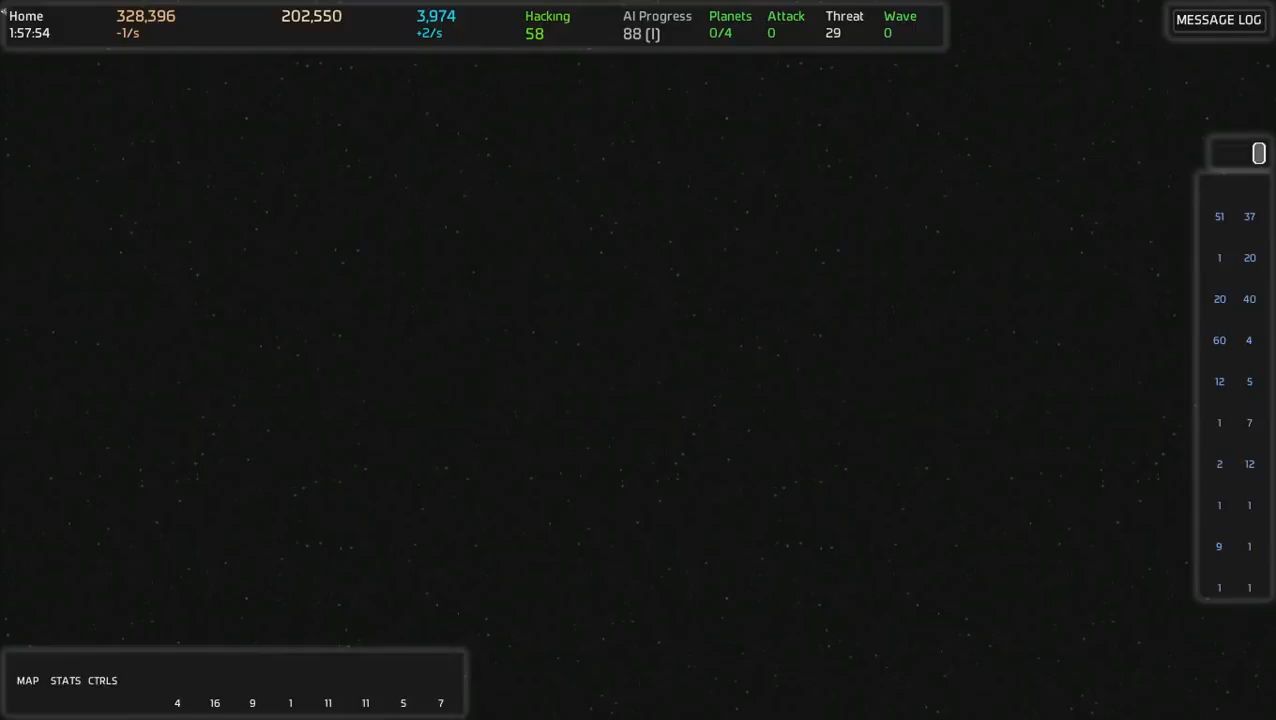 Home 328,396 202,550 3,974 Hacking AI Progress Planets Attack Threat Wave
1:57:54 -1/s +2/s 58 88 (I) 0/4 0 29 0
MESSAGE LOG
0
51 37
1 20
20 40
60 4
12 5
1 7
2 12
1 1
9 1
1 1
MAP STATS CTRLS
4 16 9 1 11 11 5 7